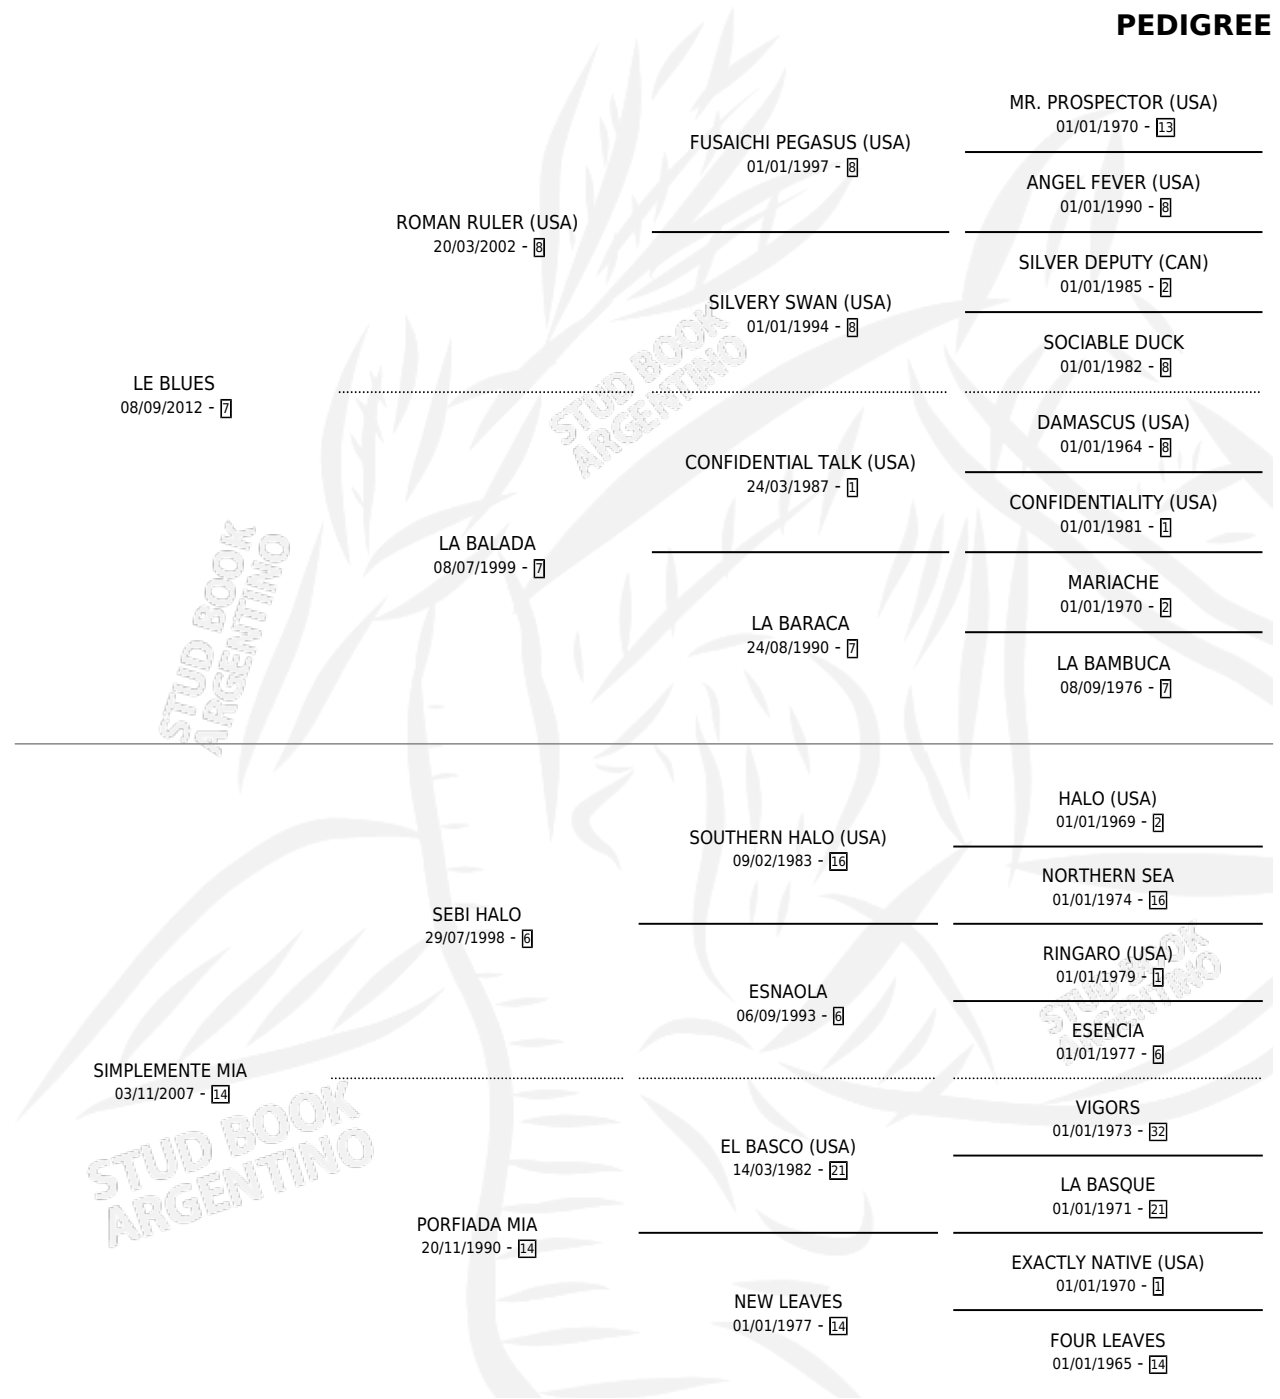 PEDIGREE
MR. PROSPECTOR (USA)
01/01/1970 - 13
FUSAICHI PEGASUS (USA)
01/01/1997 - 8
ANGEL FEVER (USA)
01/01/1990 - 8
ROMAN RULER (USA)
20/03/2002 - 8
SILVER DEPUTY (CAN)
01/01/1985 - 2
SILVERY SWAN (USA)
01/01/1994 - 8
SOCIABLE DUCK
01/01/1982 - 8
LE BLUES
08/09/2012 - 7
DAMASCUS (USA)
01/01/1964 - 8
CONFIDENTIAL TALK (USA)
24/03/1987 - 1
CONFIDENTIALITY (USA)
01/01/1981 - 1
LA BALADA
08/07/1999 - 7
MARIACHE
01/01/1970 - 2
LA BARACA
24/08/1990 - 7
LA BAMBUCA
08/09/1976 - 7
HALO (USA)
01/01/1969 - 2
SOUTHERN HALO (USA)
09/02/1983 - 16
NORTHERN SEA
01/01/1974 - 16
SEBI HALO
29/07/1998 - 6
RINGARO (USA)
01/01/1979 - 1
ESNAOLA
06/09/1993 - 6
ESENCIA
01/01/1977 - 6
SIMPLEMENTE MIA
03/11/2007 - 14
VIGORS
01/01/1973 - 32
EL BASCO (USA)
14/03/1982 - 21
LA BASQUE
01/01/1971 - 21
PORFIADA MIA
20/11/1990 - 14
EXACTLY NATIVE (USA)
01/01/1970 - 1
NEW LEAVES
01/01/1977 - 14
FOUR LEAVES
01/01/1965 - 14
STUD BOOK
ARGENTINO
STUD BOOK
ARGENTINO
STUD BOOK
ARGENTINO
STUD BOOK
ARGENTINO